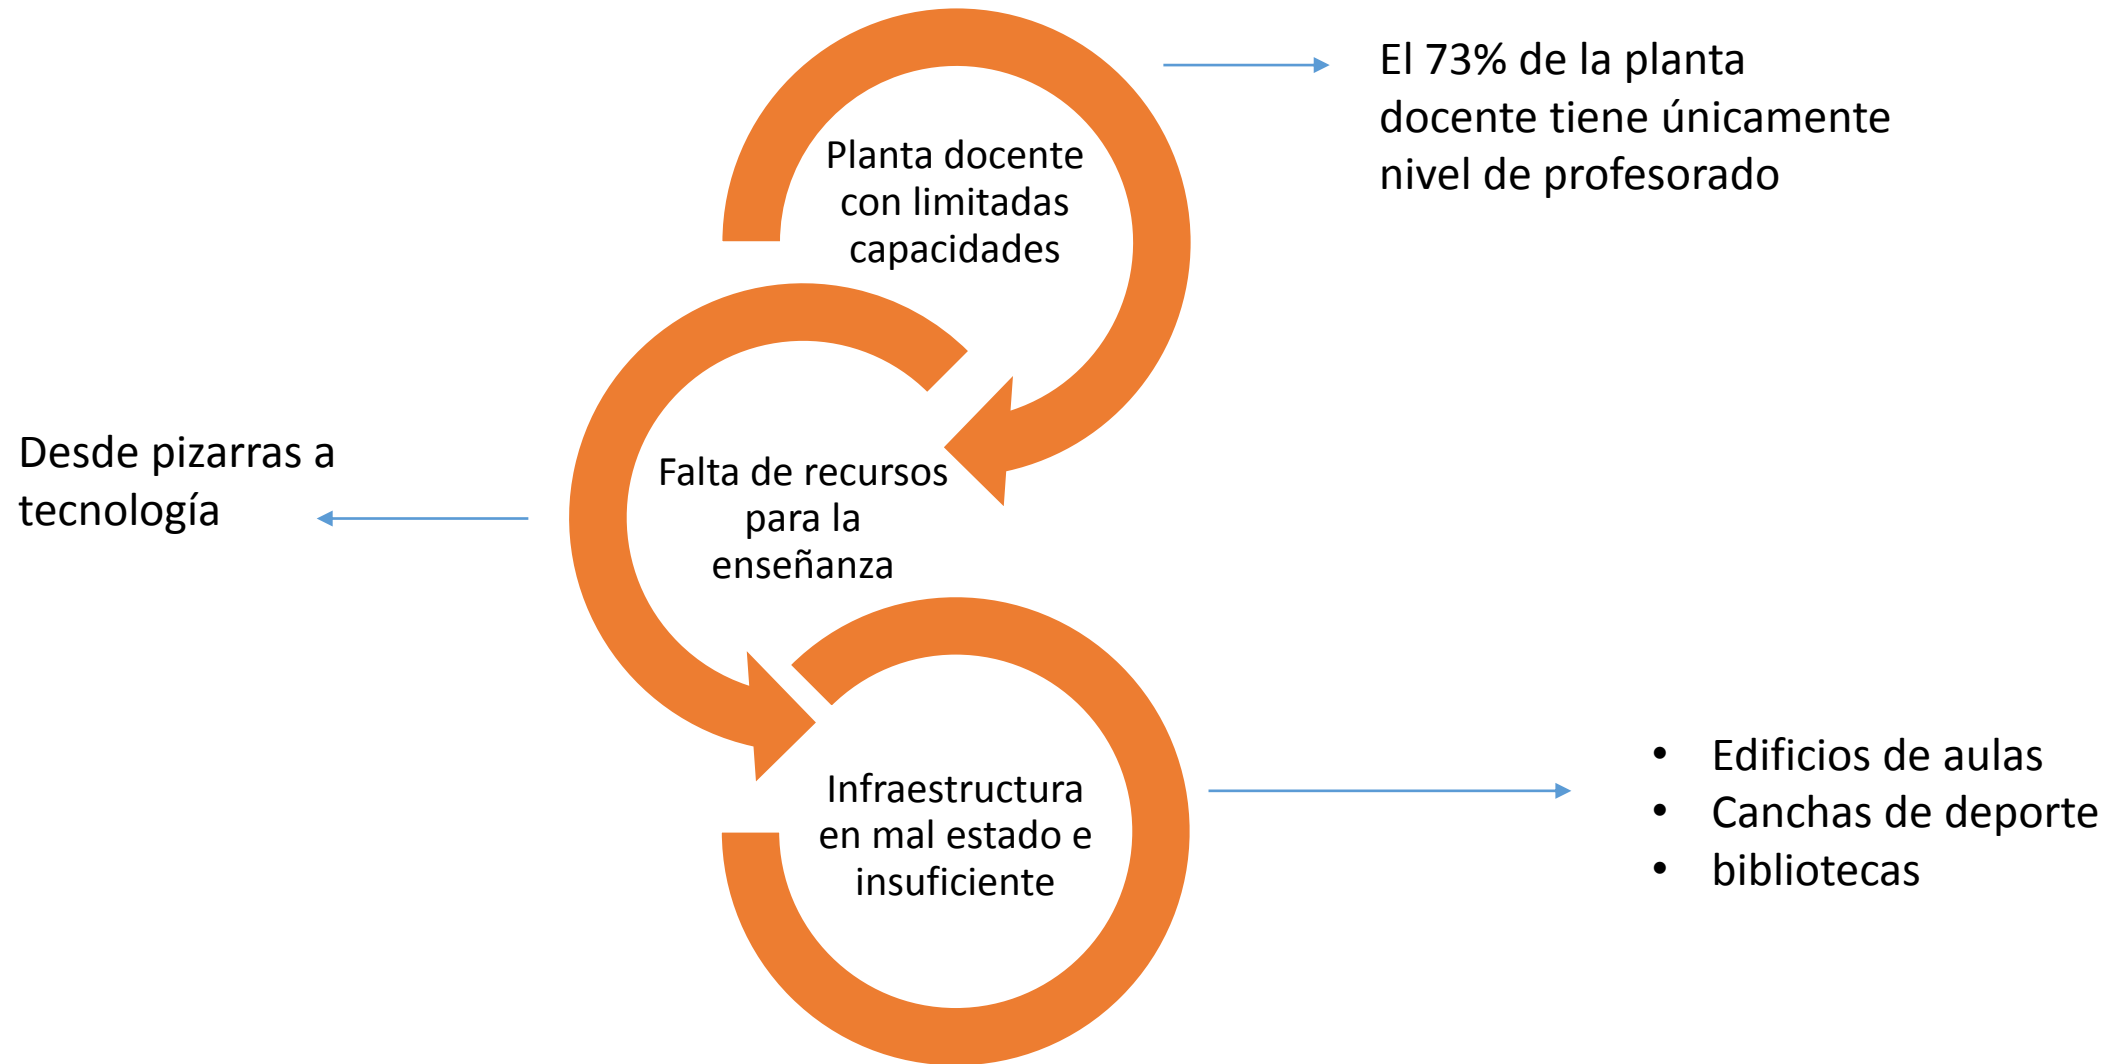 Planta docente
con limitadas
capacidades
El 73% de la planta
docente tiene únicamente
nivel de profesorado
Desde pizarras a
tecnología
Falta de recursos
para la
enseñanza
Infraestructura
en mal estado e
insuficiente
• Edificios de aulas
• Canchas de deporte
• bibliotecas